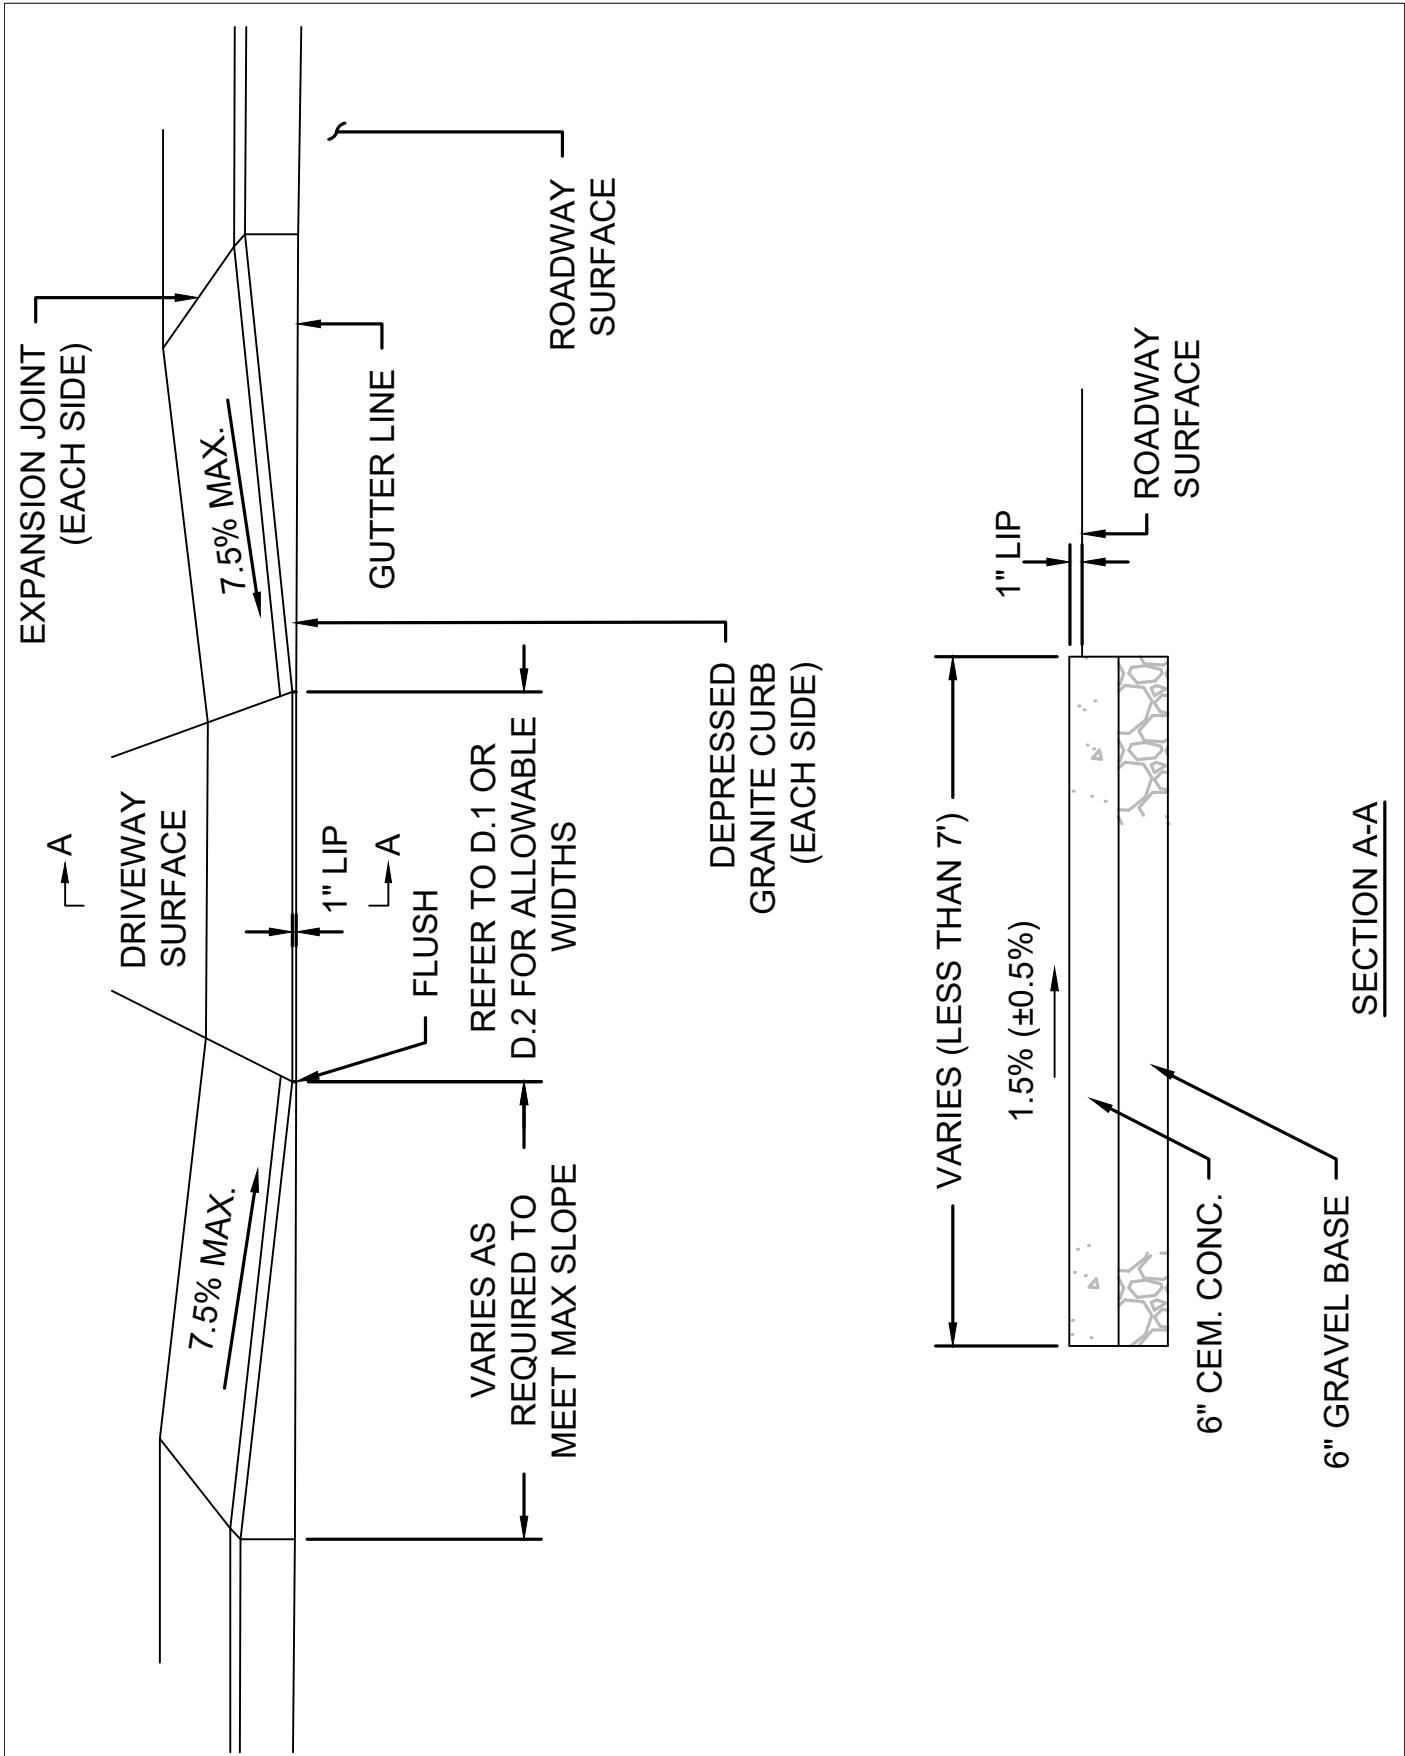 EXPANSION JOINT
(EACH SIDE)
A
DRIVEWAY
SURFACE
7.5% MAX.
7.5% MAX.
1" LIP
A
FLUSH
GUTTER LINE
ROADWAY
SURFACE
VARIES AS
REQUIRED TO
MEET MAX SLOPE
REFER TO D.1 OR
D.2 FOR ALLOWABLE
WIDTHS
DEPRESSED
GRANITE CURB
(EACH SIDE)
VARIES (LESS THAN 7')
1.5% (±0.5%)
1" LIP
ROADWAY
SURFACE
6" CEM. CONC.
6" GRAVEL BASE
SECTION A-A